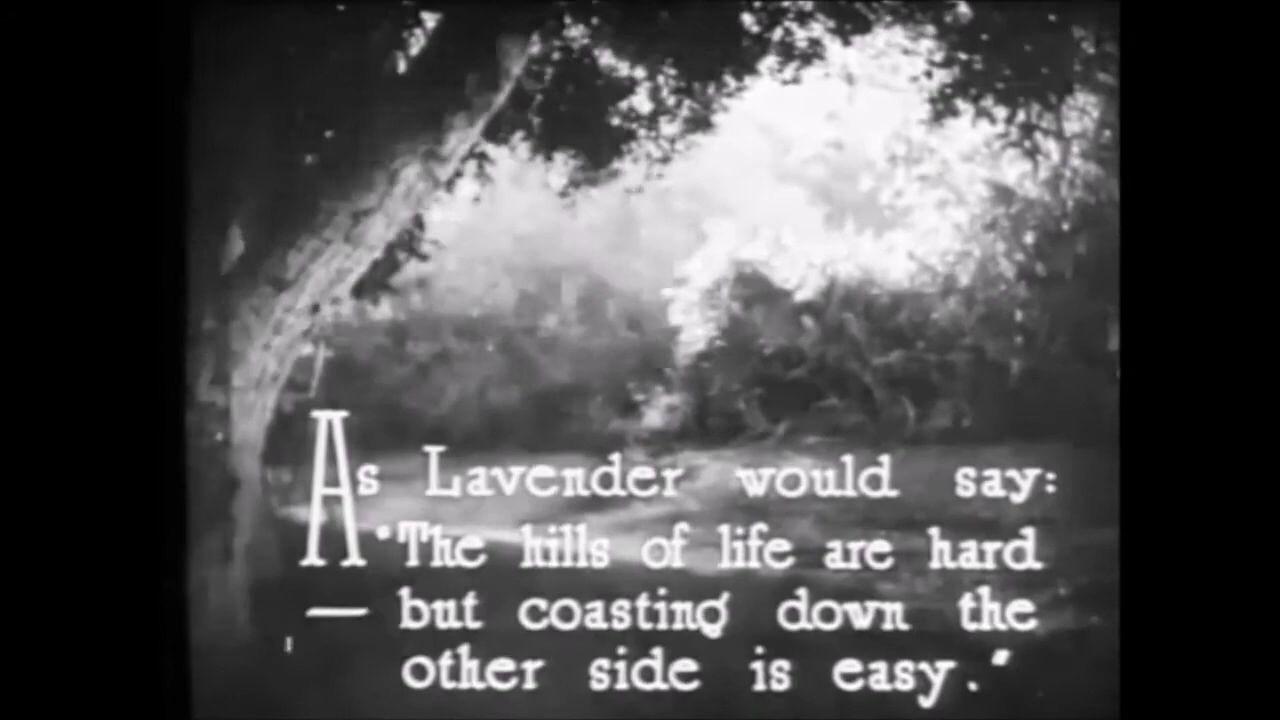 As Lavender would say:
"The hills of life are hard
— but coasting down the
other side is easy."